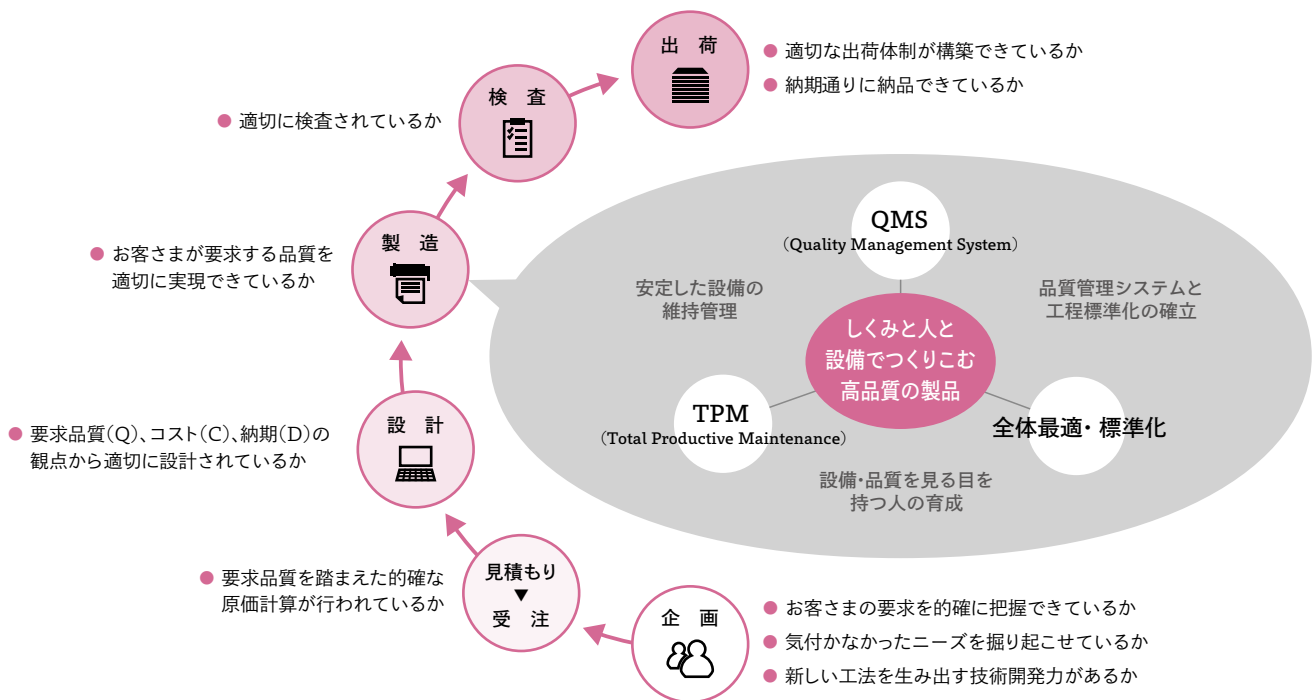 出 荷
● 適切な出荷体制が構築できているか
● 納期通りに納品できているか
検 査
● 適切に検査されているか
製 造
● お客さまが要求する品質を
適切に実現できているか
QMS
（Quality Management System）
安定した設備の
維持管理
品質管理システムと
工程標準化の確立
しくみと人と
設備でつくりこむ
高品質の製品
TPM
（Total Productive Maintenance）
全体最適・標準化
設備・品質を見る目を
持つ人の育成
設 計
● 要求品質（Q）、コスト（C）、納期（D）の
観点から適切に設計されているか
見積もり
▼
受 注
● 要求品質を踏まえた的確な
原価計算が行われているか
企 画
● お客さまの要求を的確に把握できているか
● 気付かなかったニーズを掘り起こせているか
● 新しい工法を生み出す技術開発力があるか